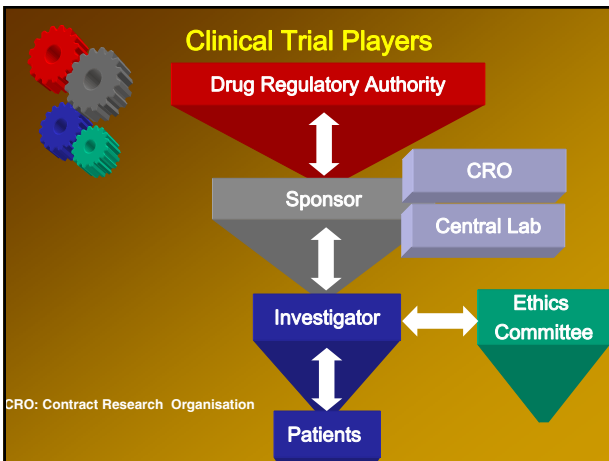 Clinical Trial Players
Drug Regulatory Authority
CRO
Sponsor
Central Lab
Ethics
Committee
Investigator
CRO: Contract Research Organisation
Patients